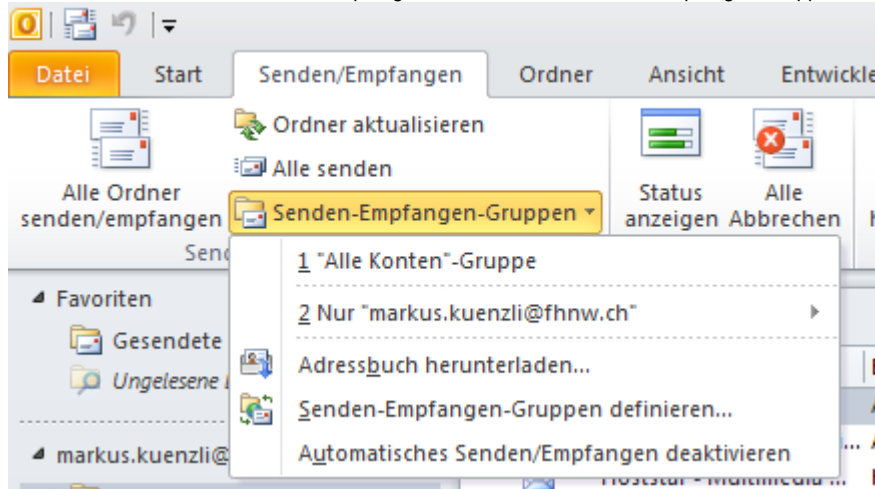 Datei Start Senden/Empfangen Ordner Ansicht
Ordner aktualisieren
Alle senden
Senden-Empfangen-Gruppen
Alle Ordner
senden/empfangen
Status
anzeigen
Alle
Abbrechen
1 "Alle Konten"-Gruppe
2 Nur "markus.kuenzli@fhnw.ch"
Adressbuch herunterladen...
Senden-Empfangen-Gruppen definieren...
Automatisches Senden/Empfangen deaktivieren
Favoriten
Gesendete
Ungelesene
markus.kuenzli@